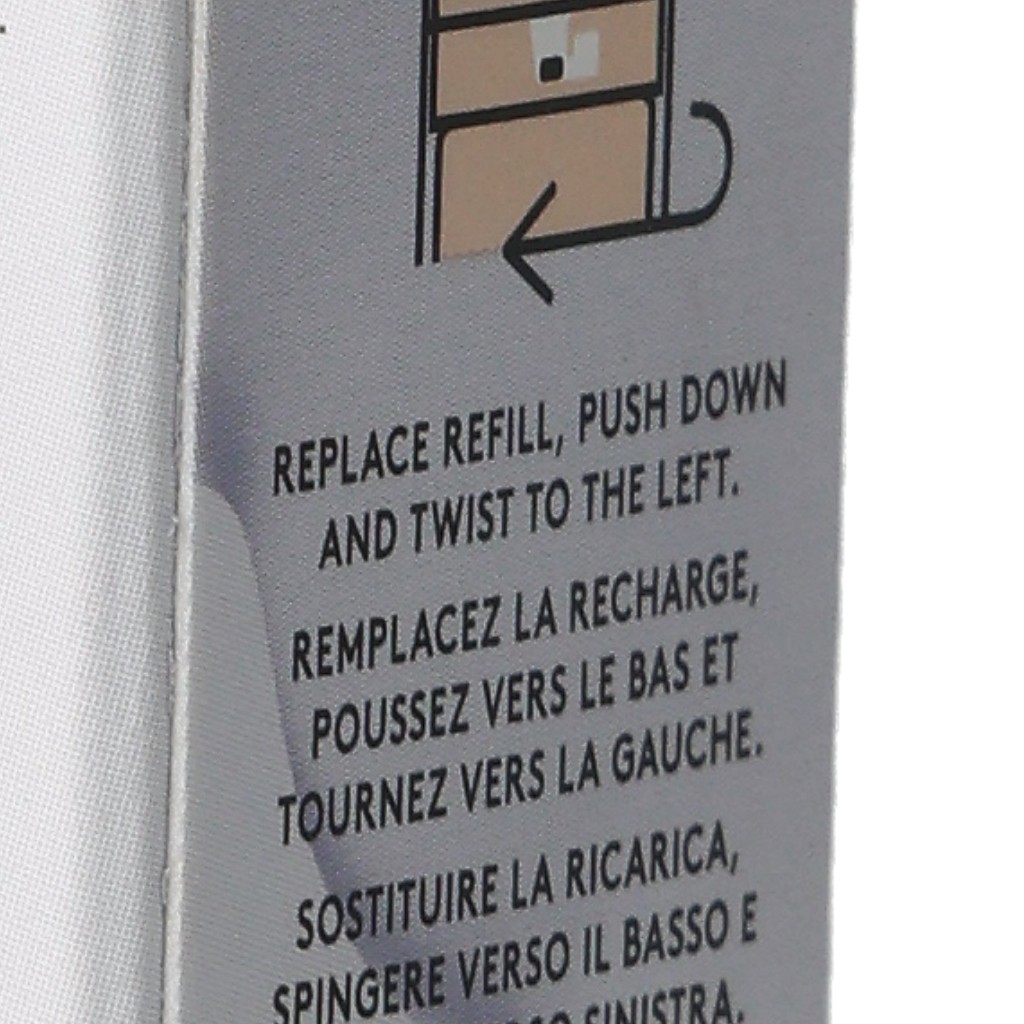 REPLACE REFILL, PUSH DOWN
AND TWIST TO THE LEFT.
REMPLACEZ LA RECHARGE,
POUSSEZ VERS LE BAS ET
TOURNEZ VERS LA GAUCHE.
SOSTITUIRE LA RICARICA,
SPINGERE VERSO IL BASSO E
SINISTRA.